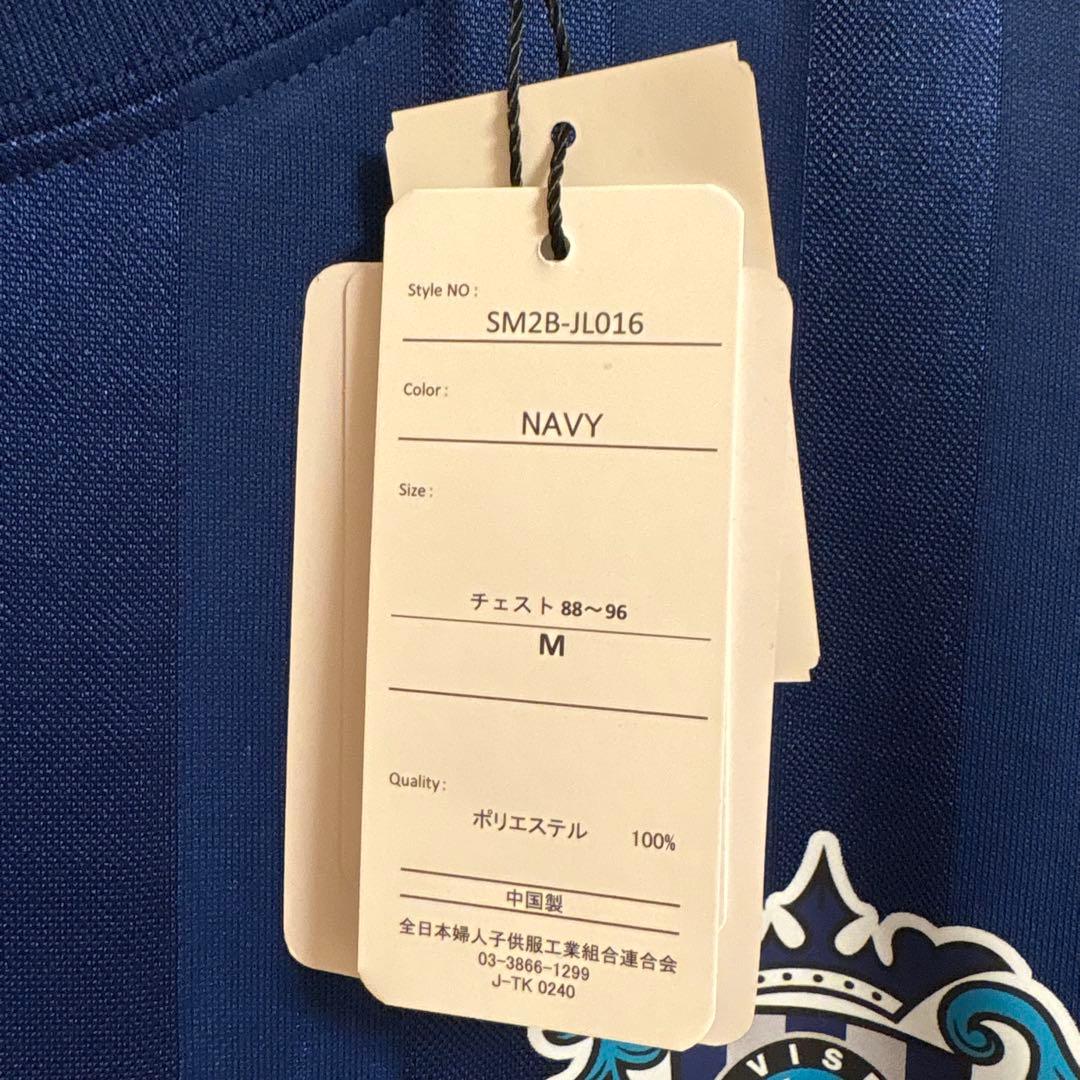 Style NO :
SM2B-JL016
Color :
NAVY
Size :
チェスト 88～96
M
Quality :
ポリエステル 100%
中国製
全日本婦人子供服工業組合連合会
03-3866-1299
J-TK 0240
VISP